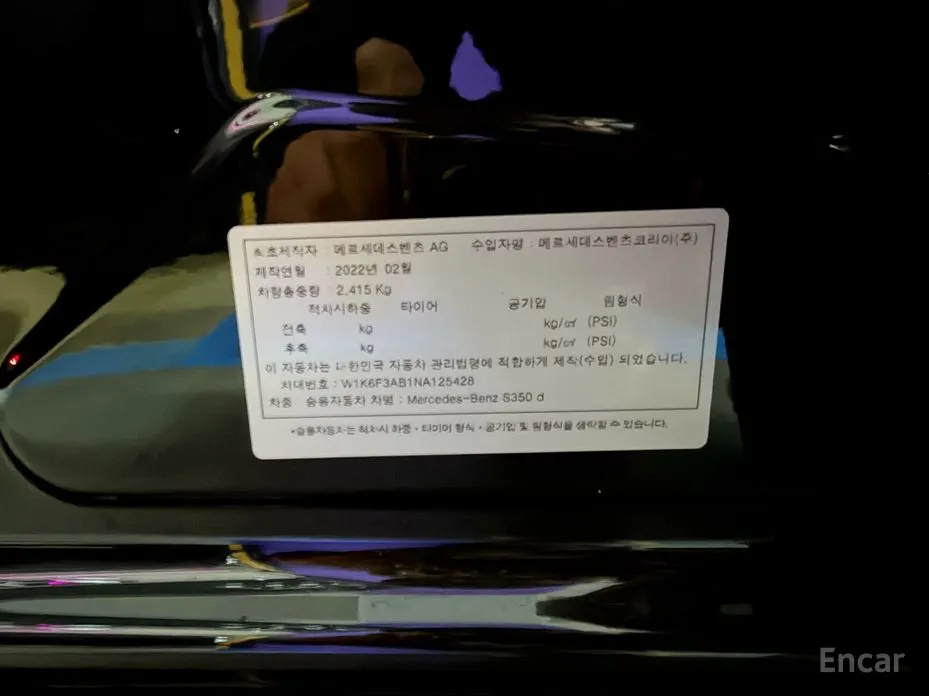 최초제작자 : 메르세데스벤츠 AG 수입자명 : 메르세데스벤츠코리아(주)
제작연월 : 2022년 02월
차량총중량 : 2,415 Kg
적차시하중 타이어 공기압 림형식
전축 kg kg/㎠ (PSI)
후축 kg kg/㎠ (PSI)
이 자동차는 대한민국 자동차 관리법령에 적합하게 제작(수입) 되었습니다.
차대번호 : W1K6F3AB1NA125428
차종 승용자동차 차명 : Mercedes-Benz S350 d
*승용자동차는 적차시 하중・타이어 형식・공기압 및 림형식을 생략할 수 있습니다.
Encar